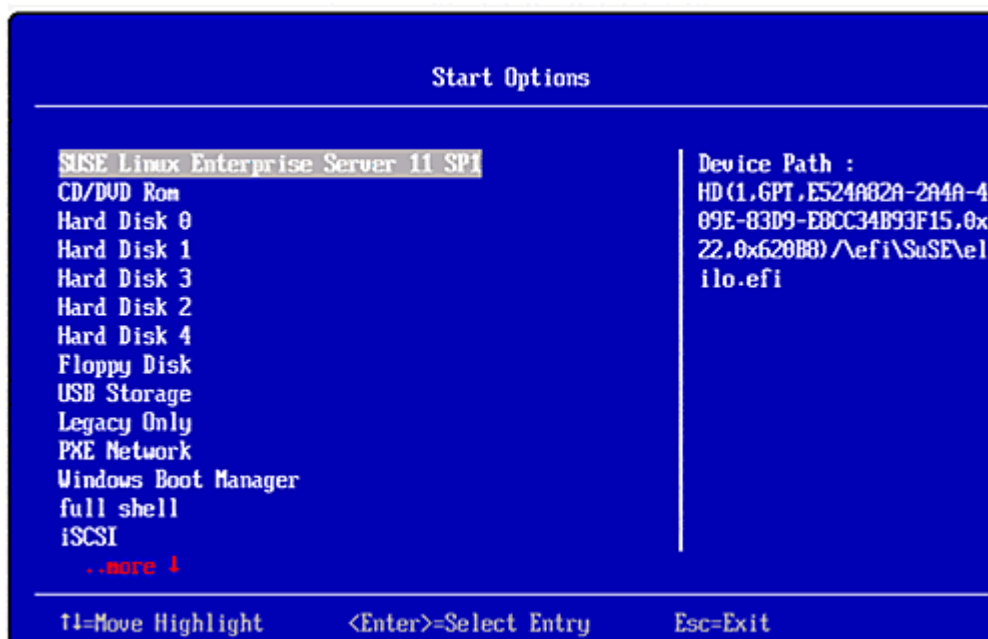 Start Options
SUSE Linux Enterprise Server 11 SP1
CD/DVD Rom
Hard Disk 0
Hard Disk 1
Hard Disk 3
Hard Disk 2
Hard Disk 4
Floppy Disk
USB Storage
Legacy Only
PXE Network
Windows Boot Manager
full shell
iSCSI
..more ↓
Device Path :
HD(1,GPT,E524A82A-2A4A-4
09E-83D9-E8CC34B93F15,0x
22,0x620B8)/\efi\SuSE\el
ilo.efi
↑↓=Move Highlight <Enter>=Select Entry Esc=Exit